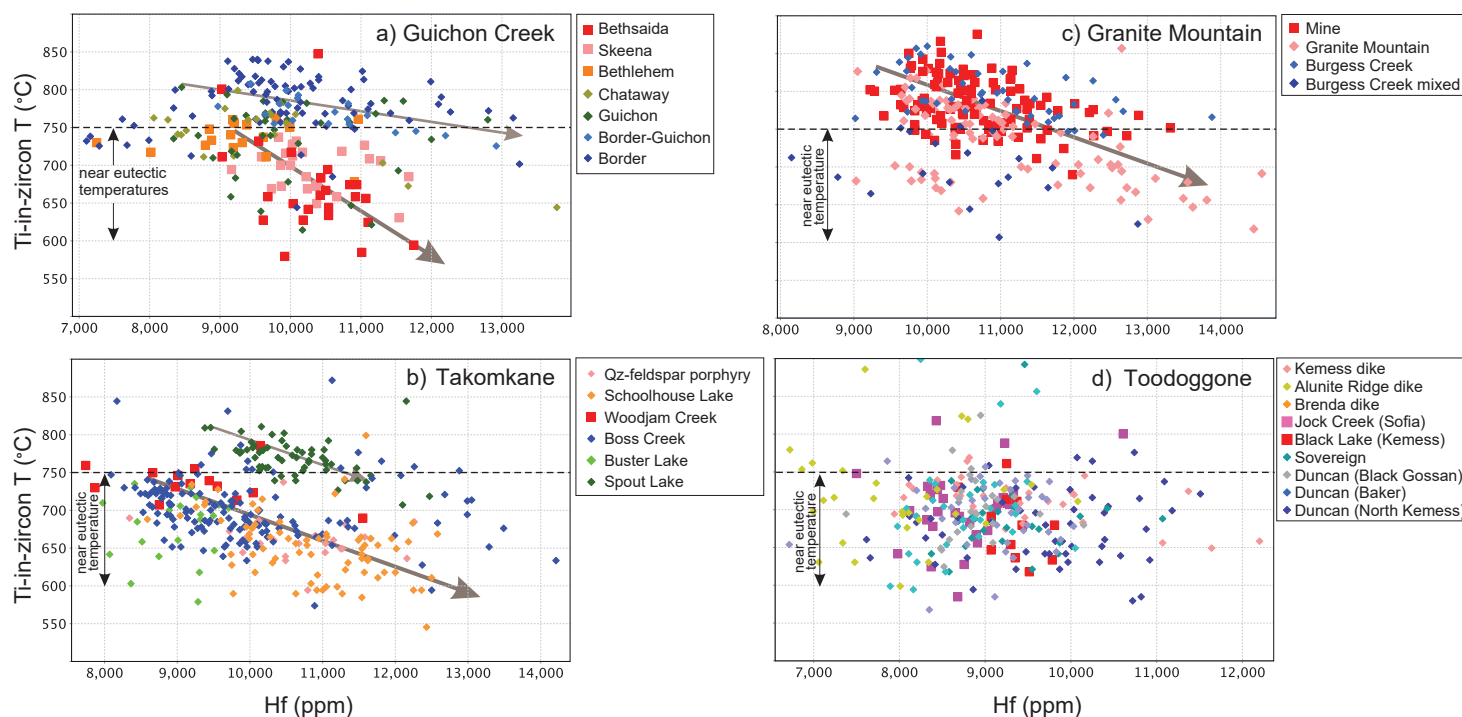 a) Guichon Creek
850
800
750
700
650
600
550
near eutectic
temperatures
7,000 8,000 9,000 10,000 11,000 12,000 13,000
Bethsaida
Skeena
Bethlehem
Chataway
Guichon
Border-Guichon
Border
c) Granite Mountain
near eutectic
temperature
8,000 9,000 10,000 11,000 12,000 13,000 14,000
Mine
Granite Mountain
Burgess Creek
Burgess Creek mixed
Ti-in-zircon T (°C)
b) Takomkane
850
800
750
700
650
600
550
near eutectic
temperature
8,000 9,000 10,000 11,000 12,000 13,000 14,000
Qz-feldspar porphyry
Schoolhouse Lake
Woodjam Creek
Boss Creek
Buster Lake
Spout Lake
Ti-in-zircon T (°C)
Hf (ppm)
d) Toodoggone
near eutectic
temperature
7,000 8,000 9,000 10,000 11,000 12,000
Kemess dike
Alunite Ridge dike
Brenda dike
Jock Creek (Sofia)
Black Lake (Kemess)
Sovereign
Duncan (Black Gossan)
Duncan (Baker)
Duncan (North Kemess)
Hf (ppm)